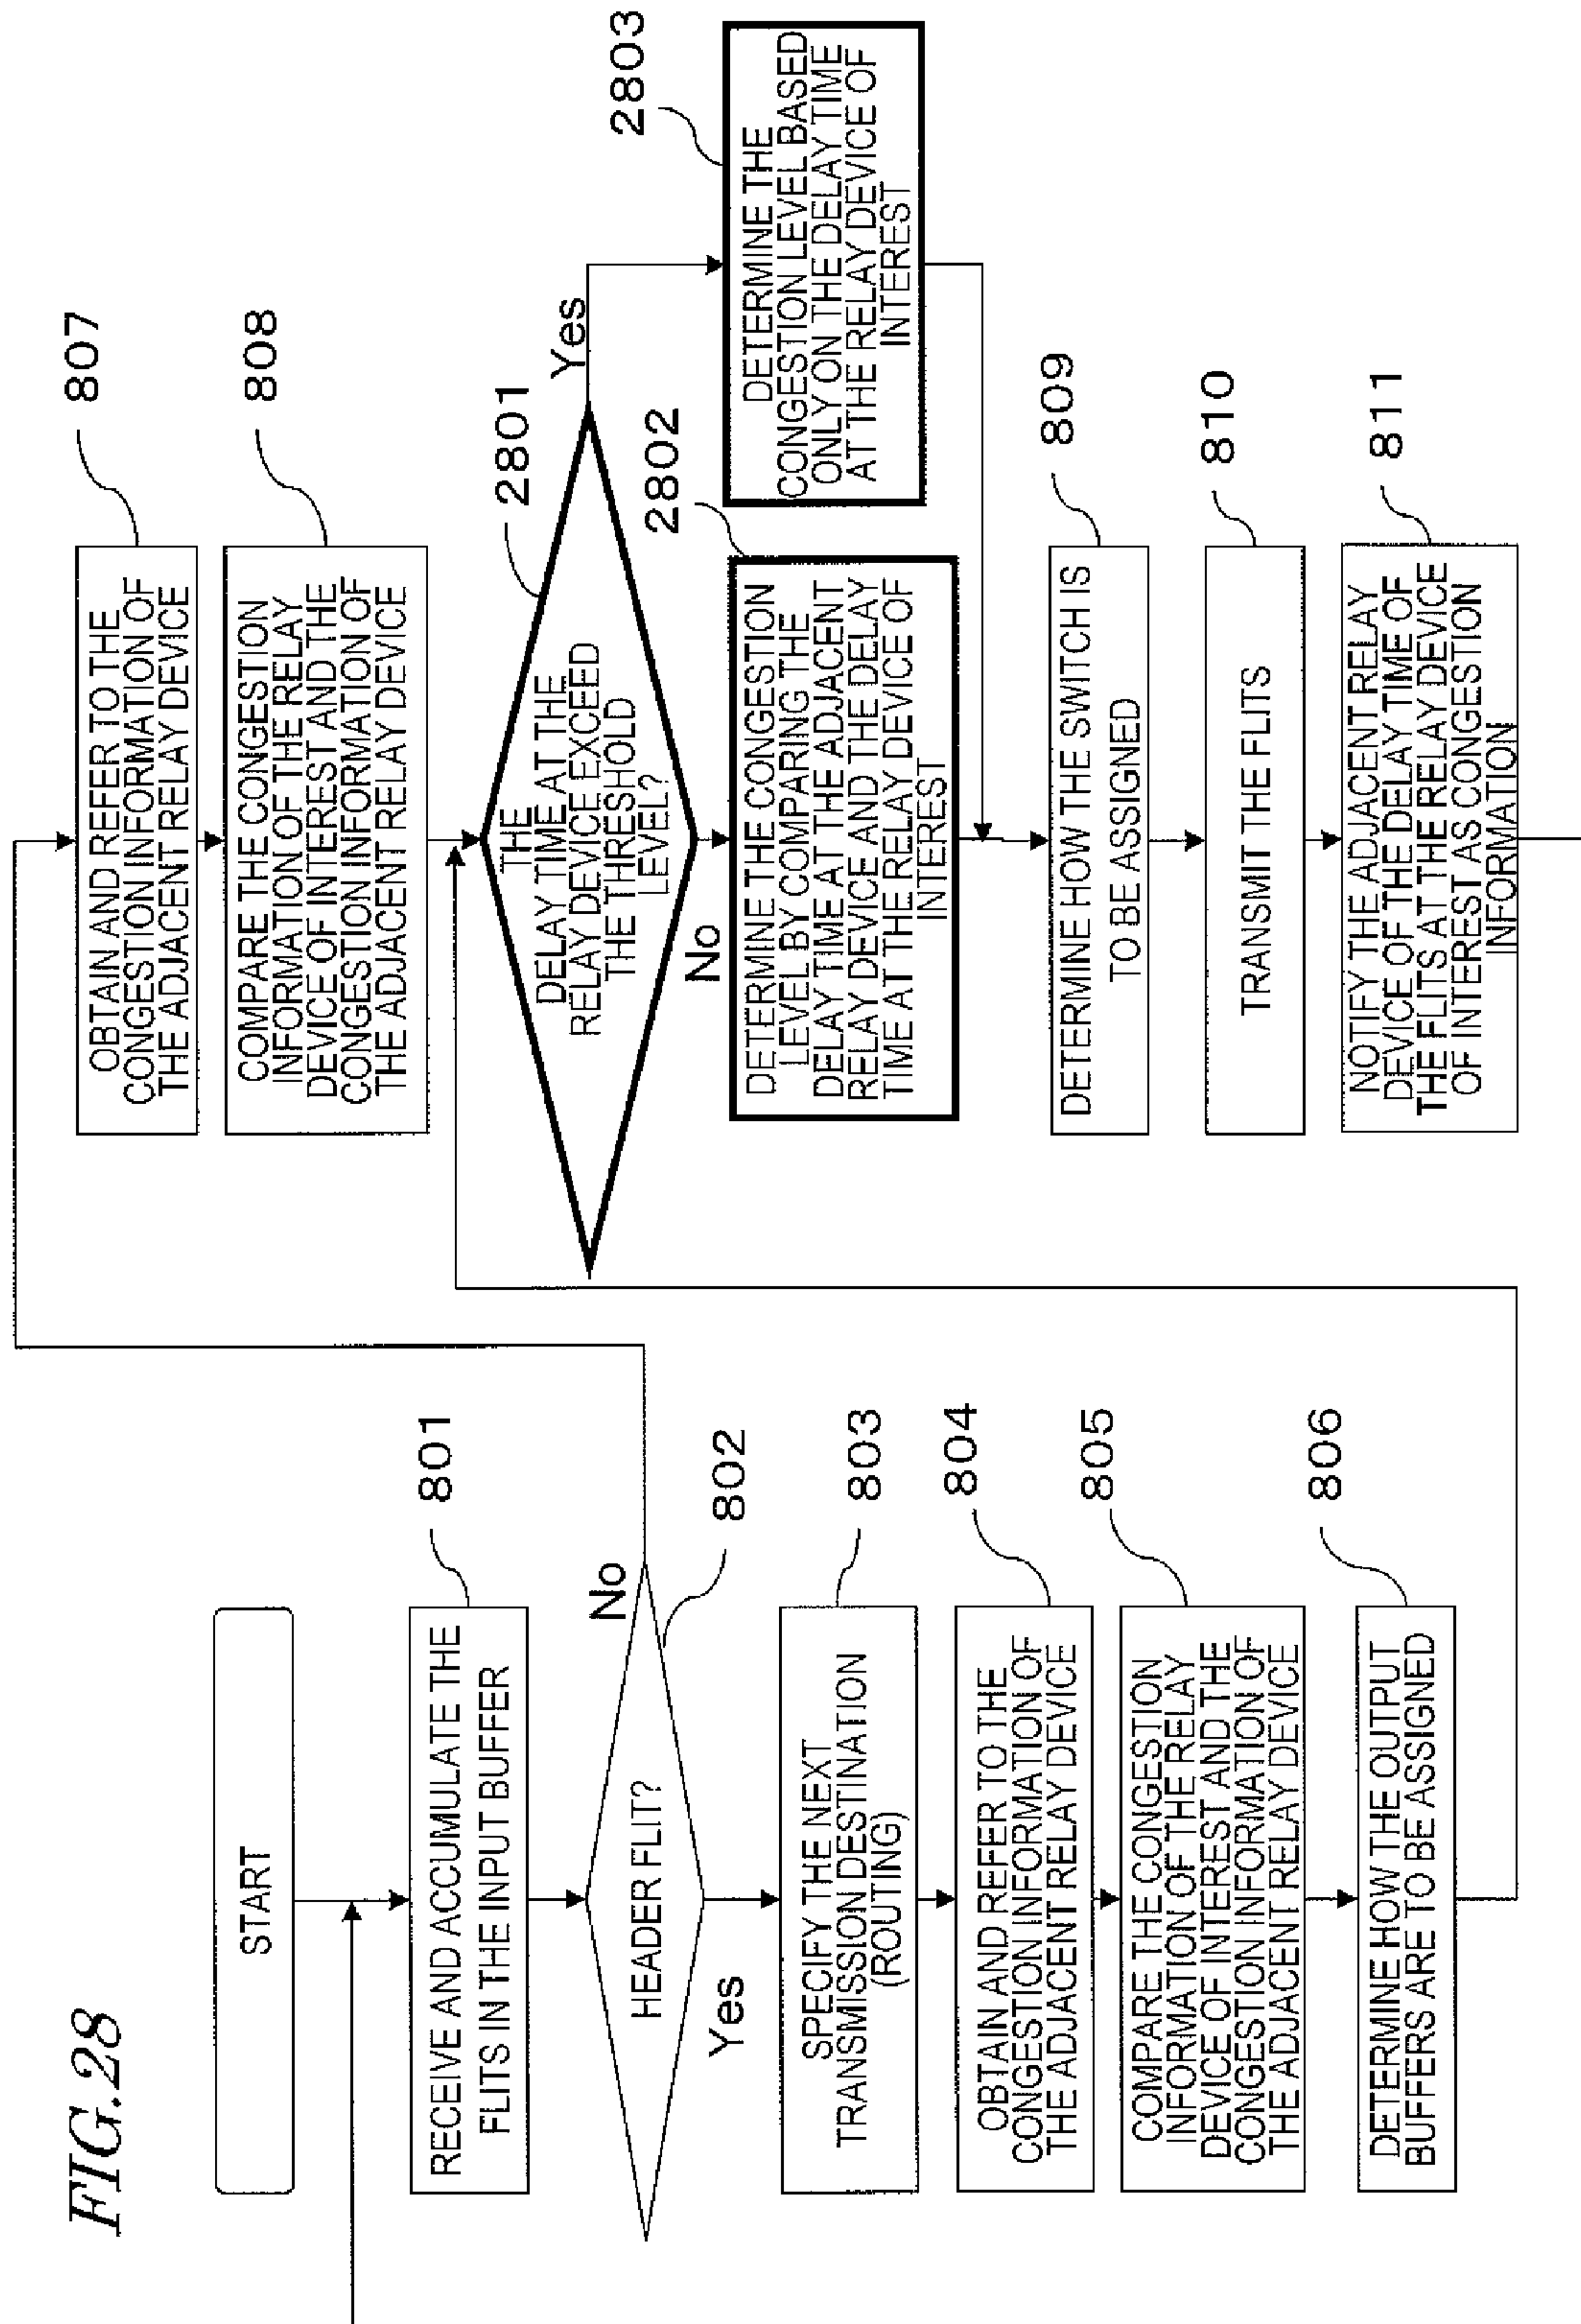 FIG.28
START
RECEIVE AND ACCUMULATE THE
FLITS IN THE INPUT BUFFER
801
HEADER FLIT?
802
No
Yes
SPECIFY THE NEXT
TRANSMISSION DESTINATION
(ROUTING)
803
OBTAIN AND REFER TO THE
CONGESTION INFORMATION OF
THE ADJACENT RELAY DEVICE
804
COMPARE THE CONGESTION
INFORMATION OF THE RELAY
DEVICE OF INTEREST AND THE
CONGESTION INFORMATION OF
THE ADJACENT RELAY DEVICE
805
DETERMINE HOW THE OUTPUT
BUFFERS ARE TO BE ASSIGNED
806
OBTAIN AND REFER TO THE
CONGESTION INFORMATION OF
THE ADJACENT RELAY DEVICE
807
COMPARE THE CONGESTION
INFORMATION OF THE RELAY
DEVICE OF INTEREST AND THE
CONGESTION INFORMATION OF
THE ADJACENT RELAY DEVICE
808
THE
DELAY TIME AT THE
RELAY DEVICE EXCEED
THE THRESHOLD
LEVEL?
2801
Yes
No
DETERMINE THE CONGESTION
LEVEL BY COMPARING THE
DELAY TIME AT THE ADJACENT
RELAY DEVICE AND THE DELAY
TIME AT THE RELAY DEVICE OF
INTEREST
2802
DETERMINE THE
CONGESTION LEVEL BASED
ONLY ON THE DELAY TIME
AT THE RELAY DEVICE OF
INTEREST
2803
DETERMINE HOW THE SWITCH IS
TO BE ASSIGNED
809
TRANSMIT THE FLITS
810
NOTIFY THE ADJACENT RELAY
DEVICE OF THE DELAY TIME OF
THE FLITS AT THE RELAY DEVICE
OF INTEREST AS CONGESTION
INFORMATION
811